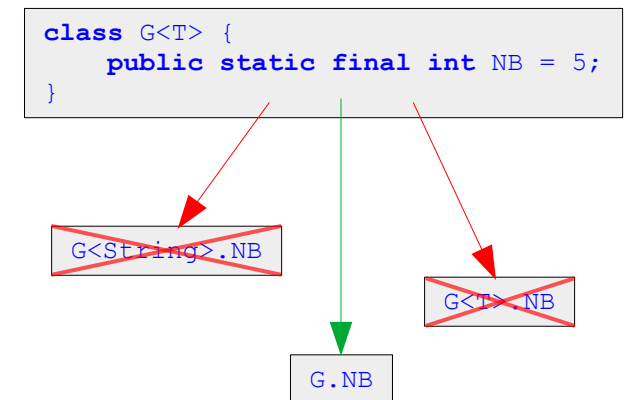 class G<T> {
    public static final int NB = 5;
}
G<String>.NB
G<T>.NB
G.NB